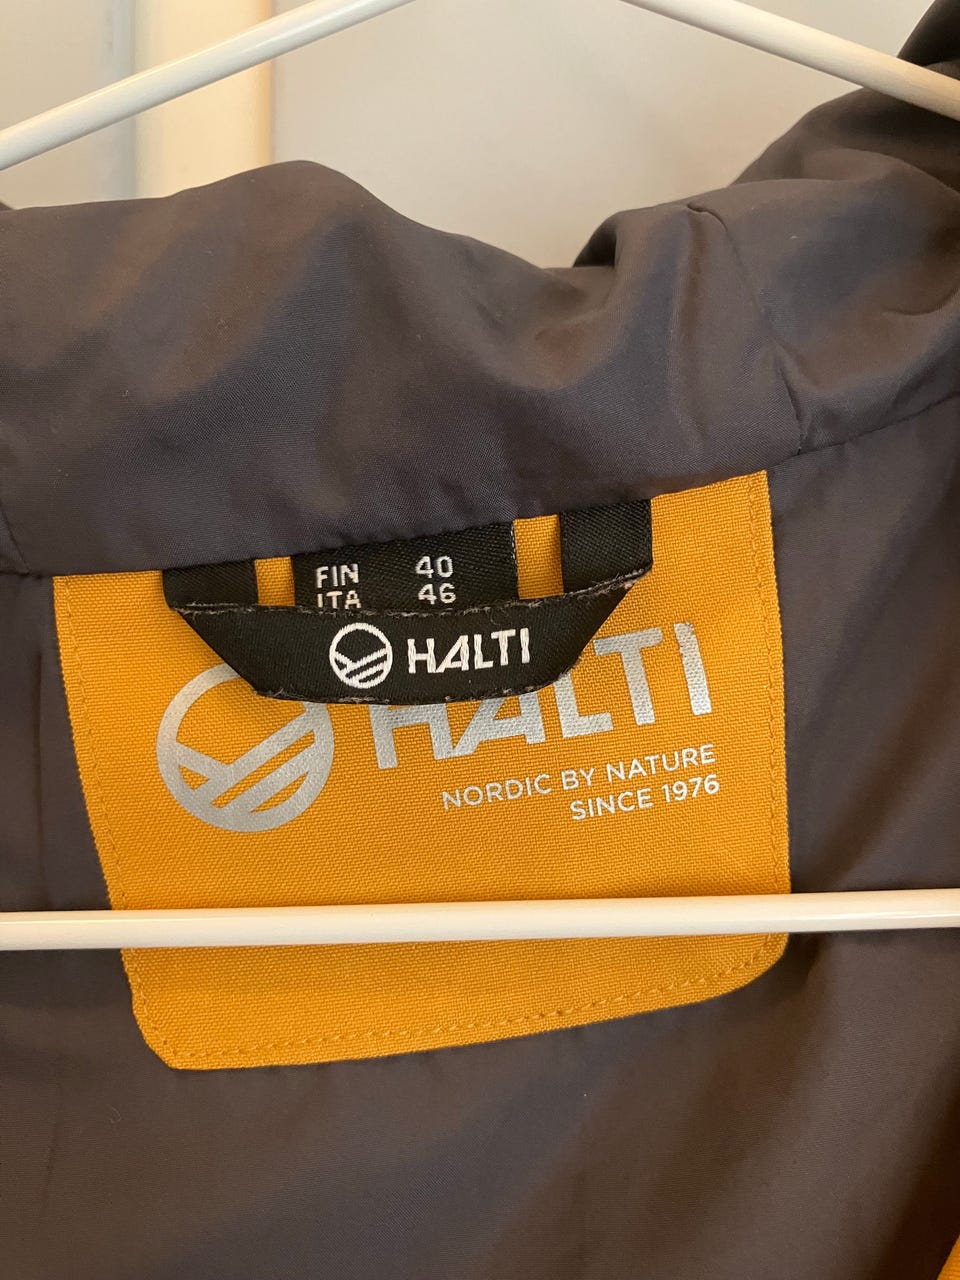 FIN 40
ITA 46
HALTI
HALTI
NORDIC BY NATURE
SINCE 1976